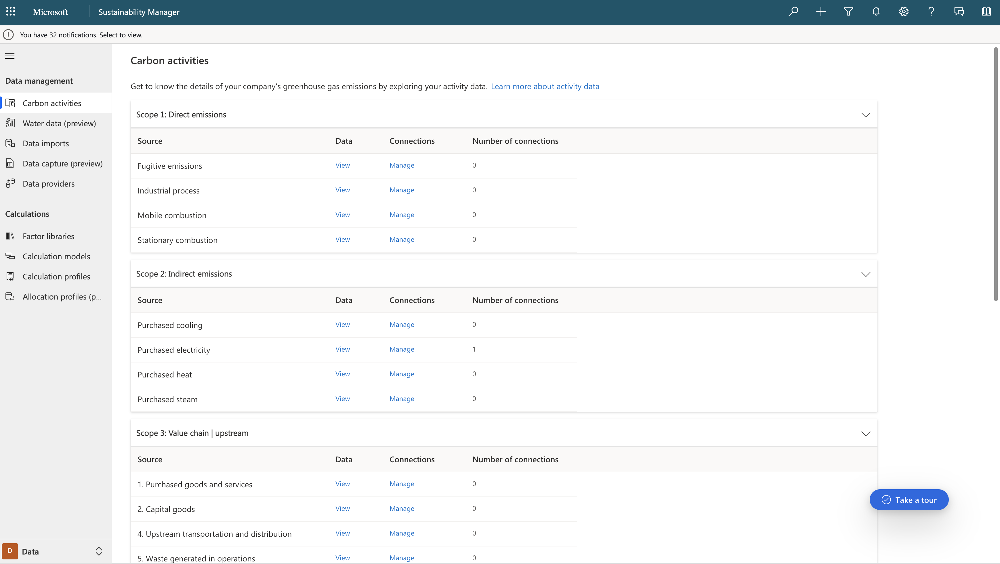 Microsoft
Sustainability Manager
You have 32 notifications. Select to view.
Data management
Carbon activities
Water data (preview)
Data imports
Data capture (preview)
Data providers
Calculations
Factor libraries
Calculation models
Calculation profiles
Allocation profiles (p...
D Data
Carbon activities
Get to know the details of your company's greenhouse gas emissions by exploring your activity data. Learn more about activity data
Scope 1: Direct emissions
Source Data Connections Number of connections
Fugitive emissions View Manage 0
Industrial process View Manage 0
Mobile combustion View Manage 0
Stationary combustion View Manage 0
Scope 2: Indirect emissions
Source Data Connections Number of connections
Purchased cooling View Manage 0
Purchased electricity View Manage 1
Purchased heat View Manage 0
Purchased steam View Manage 0
Scope 3: Value chain | upstream
Source Data Connections Number of connections
1. Purchased goods and services View Manage 0
2. Capital goods View Manage 0
4. Upstream transportation and distribution View Manage 0
5. Waste generated in operations View Manage 0
Take a tour